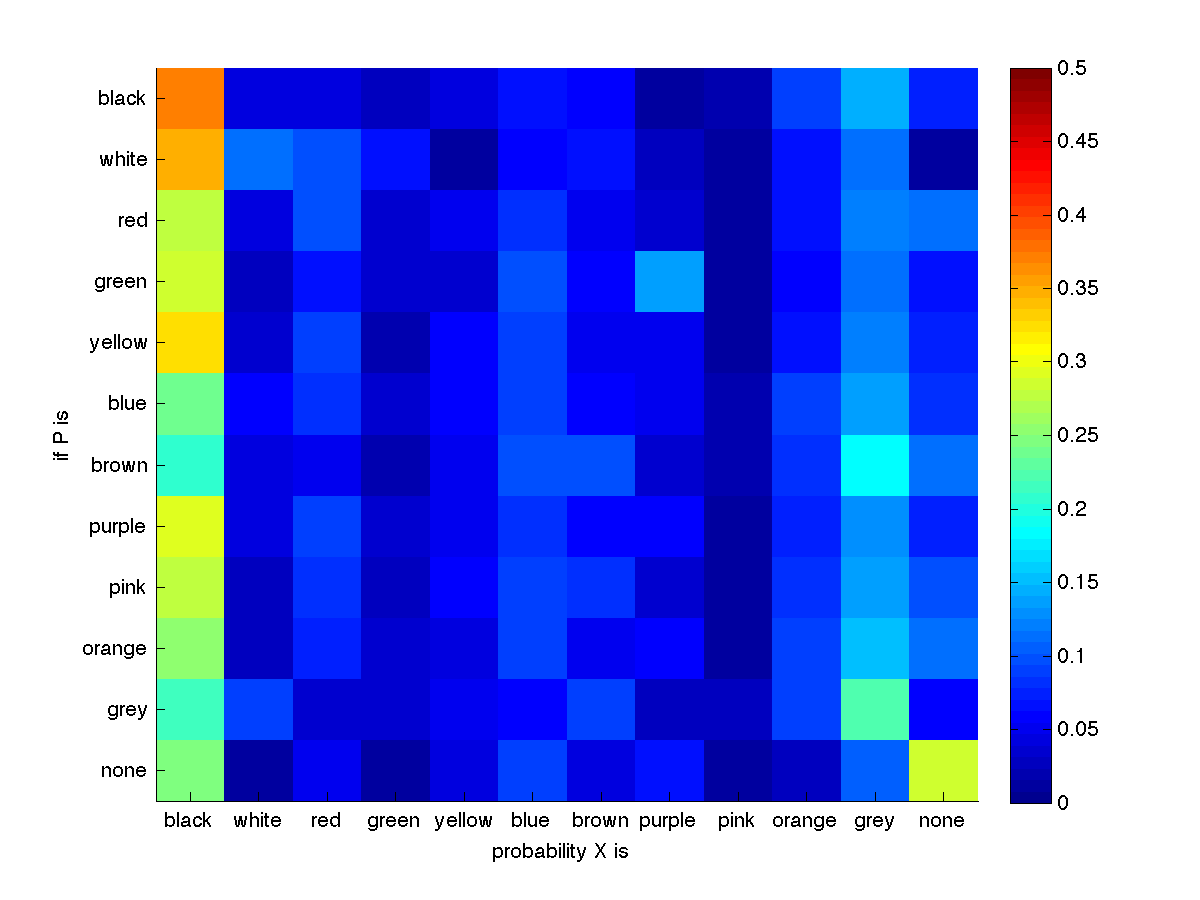 black
white
red
green
yellow
blue
brown
purple
pink
orange
grey
none
if P is
black white red green yellow blue brown purple pink orange grey none
probability X is
0.5
0.45
0.4
0.35
0.3
0.25
0.2
0.15
0.1
0.05
0